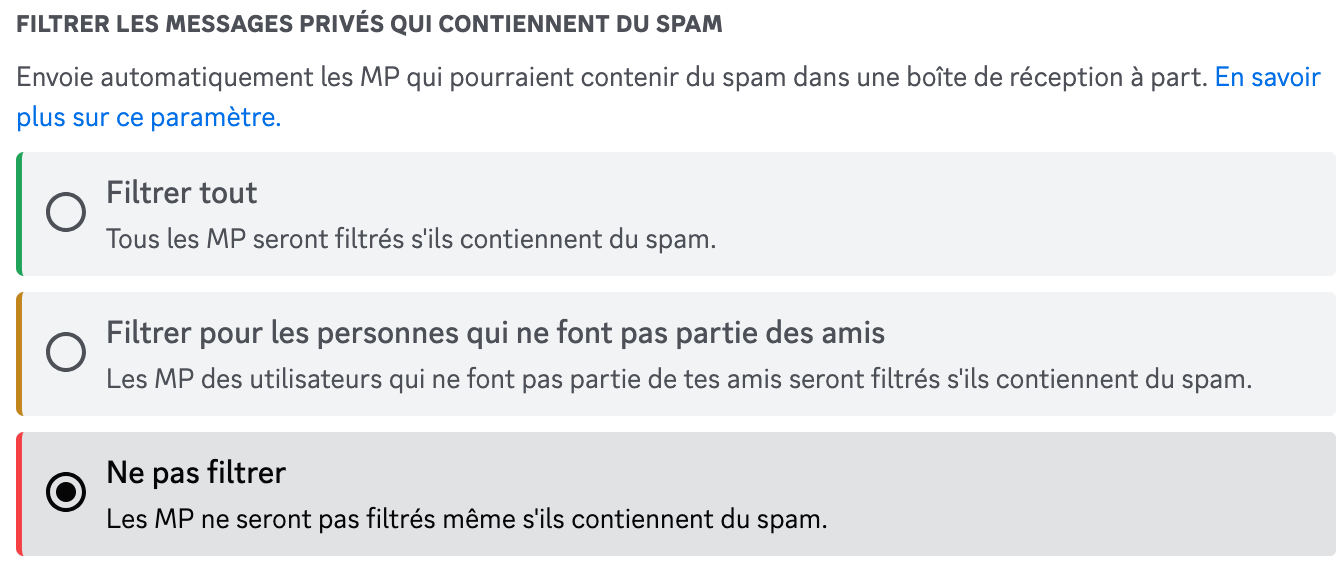 FILTRER LES MESSAGES PRIVÉS QUI CONTIENNENT DU SPAM
Envoie automatiquement les MP qui pourraient contenir du spam dans une boîte de réception à part. En savoir
plus sur ce paramètre.
Filtrer tout
Tous les MP seront filtrés s'ils contiennent du spam.
Filtrer pour les personnes qui ne font pas partie des amis
Les MP des utilisateurs qui ne font pas partie de tes amis seront filtrés s'ils contiennent du spam.
Ne pas filtrer
Les MP ne seront pas filtrés même s'ils contiennent du spam.